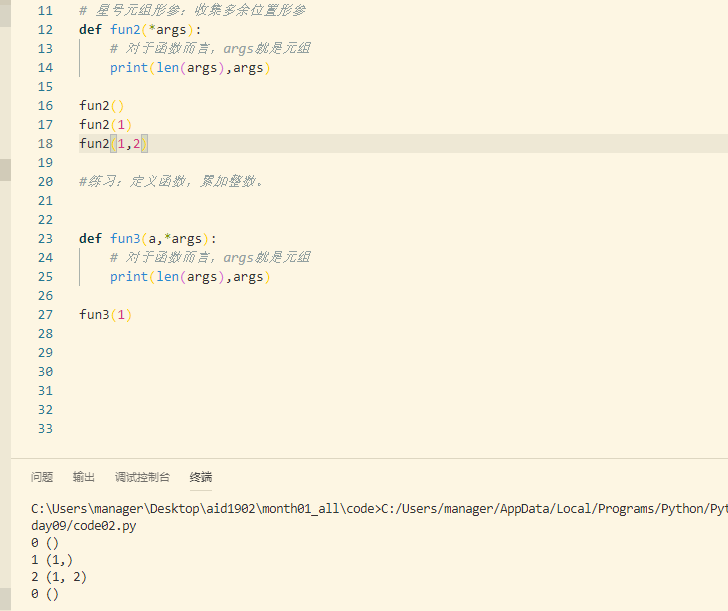 11 # 星号元组形参：收集多余位置形参
12 def fun2(*args):
13 # 对于函数而言，args就是元组
14 print(len(args),args)
15
16 fun2()
17 fun2(1)
18 fun2(1,2)
19
20 #练习：定义函数，累加整数。
21
22
23 def fun3(a,*args):
24 # 对于函数而言，args就是元组
25 print(len(args),args)
26
27 fun3(1)
28
29
30
31
32
33
问题 输出 调试控制台 终端
C:\Users\manager\Desktop\aid1902\month01_all\code>C:/Users/manager/AppData/Local/Programs/Python/Pyt
day09/code02.py
0 ()
1 (1,)
2 (1, 2)
0 ()